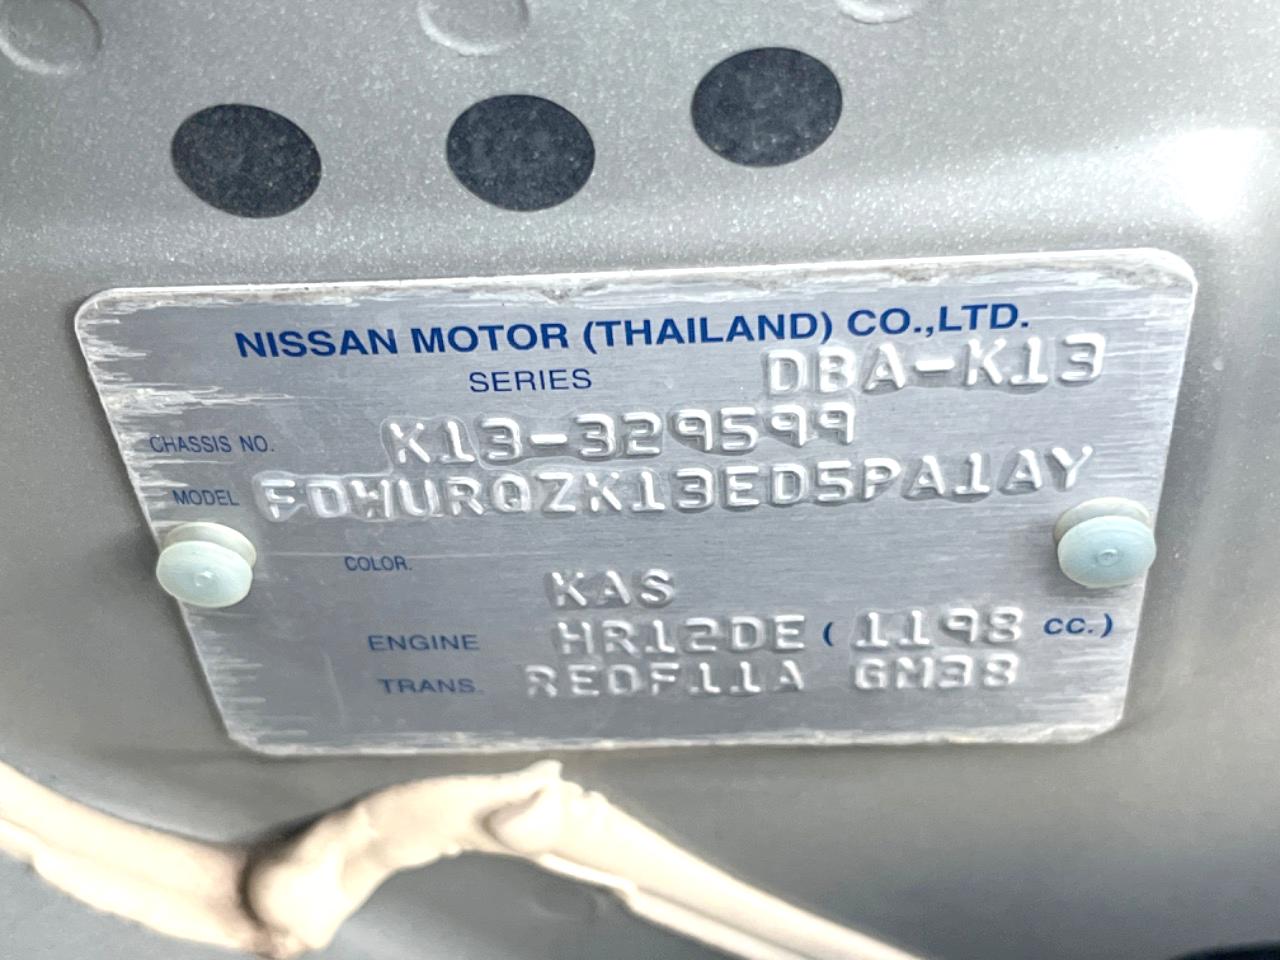 NISSAN MOTOR (THAILAND) CO.,LTD.
SERIES DBA-K13
CHASSIS NO. K13-329599
MODEL FDWURQZK13ED5PA1AY
COLOR.
KAS
ENGINE HR12DE ( 1198 CC.)
TRANS. RE0F11A GM38